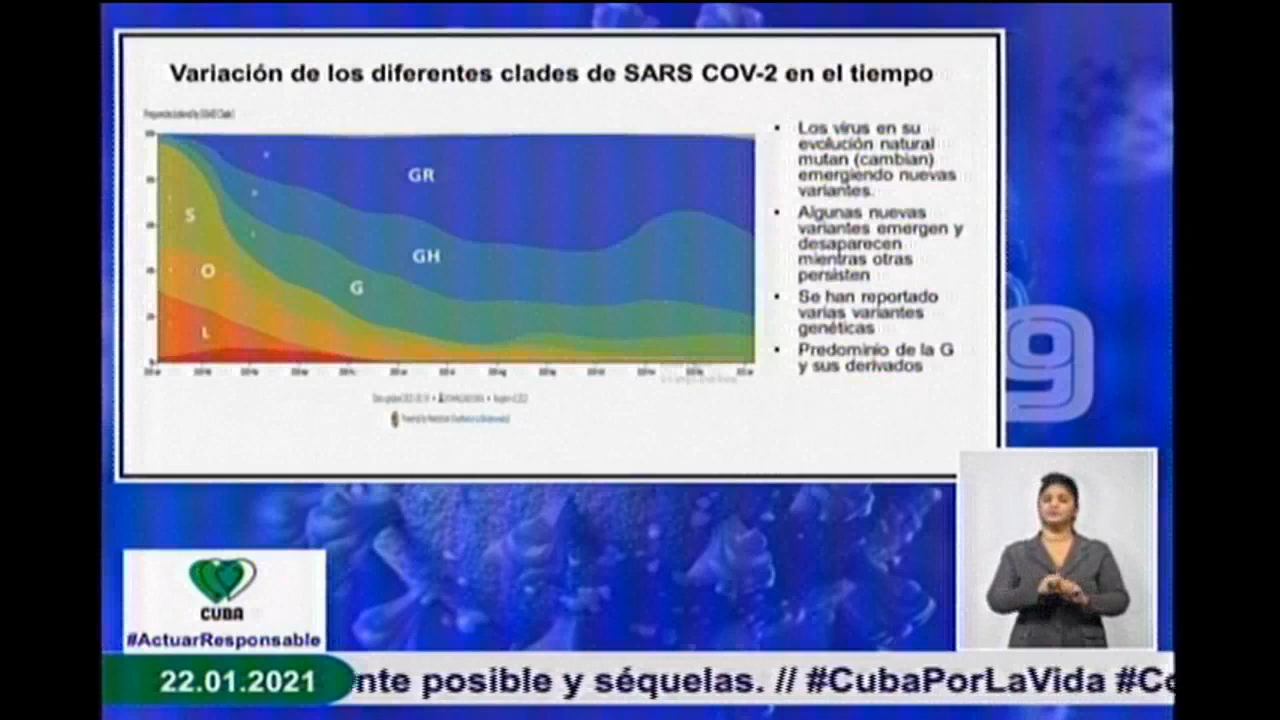 Variación de los diferentes clades de SARS COV-2 en el tiempo
GR
S
GH
O
G
L
• Los virus en su
evolución natural
mutan (cambian)
emergiendo nuevas
variantes.
• Algunas nuevas
variantes emergen y
desaparecen
mientras otras
persisten
• Se han reportado
varias variantes
genéticas
• Predominio de la G
y sus derivados
9
CUBA
#ActuarResponsable
22.01.2021
nte posible y séquelas. // #CubaPorLaVida #Co